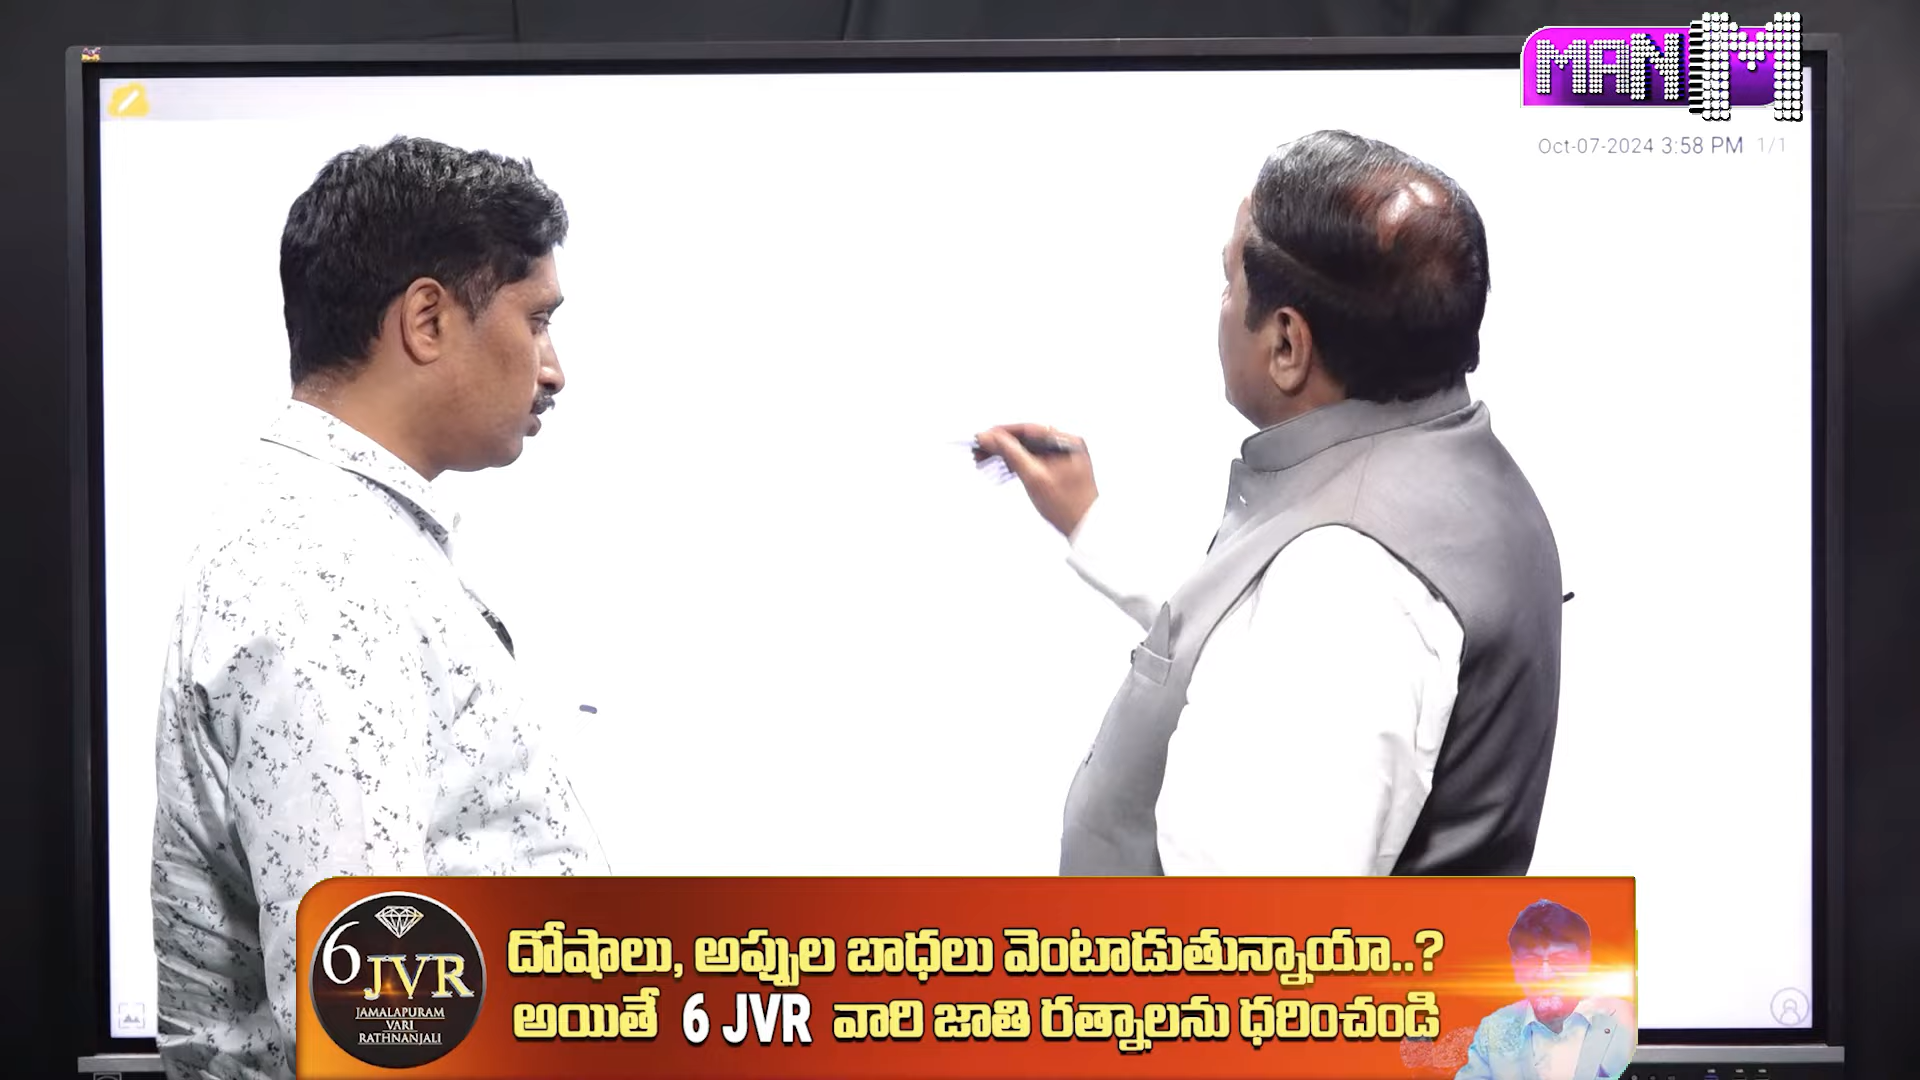 MAN M
Oct-07-2024 3:58 PM 1/1
6 JVR
JAMALAPURAM
VARI
RATHNANJALI
దోషాలు, అప్పుల బాధలు వెంటాడుతున్నాయా..?
అయితే 6 JVR వారి జాతి రత్నాలను ధరించండి